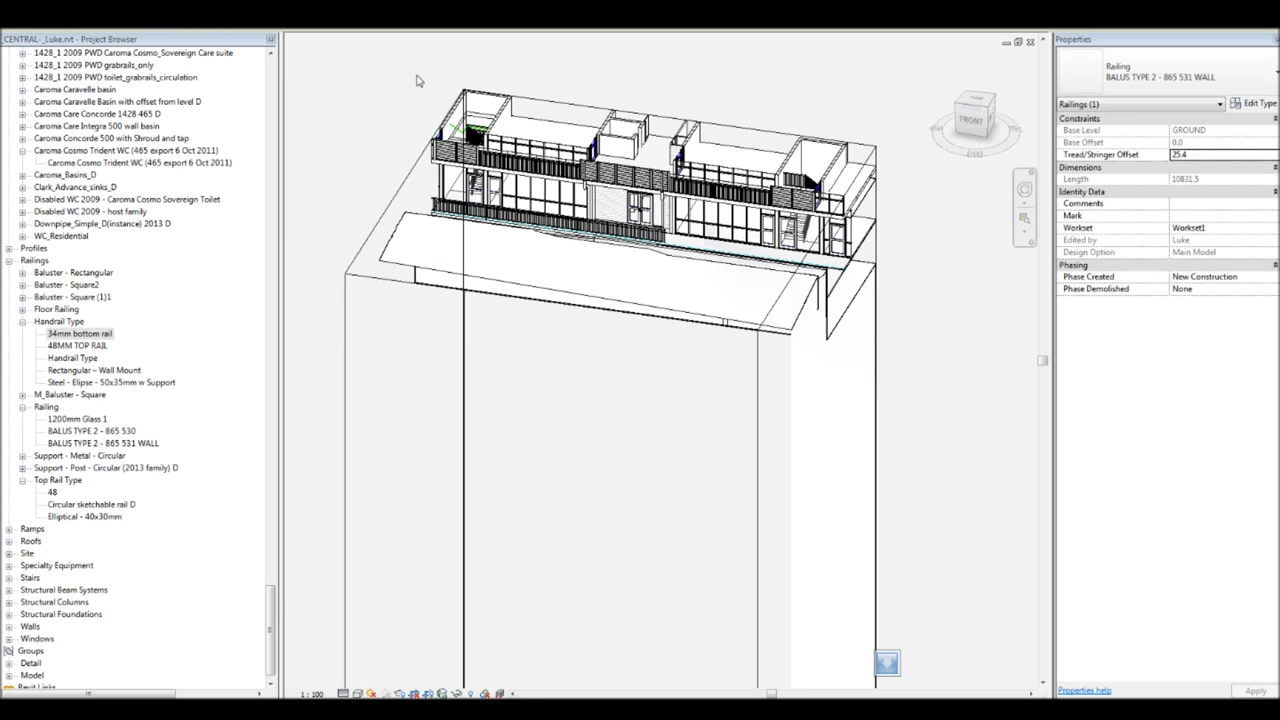 _CENTRAL-_Luke.rvt - Project Browser
1428_1 2009 PWD Caroma Cosmo_Sovereign Care suite
1428_1 2009 PWD grabrails_only
1428_1 2009 PWD toilet_grabrails_circulation
Caroma Caravelle basin
Caroma Caravelle Basin with offset from level D
Caroma Care Concorde 1428 465 D
Caroma Care Integra 500 wall basin
Caroma Concorde 500 with Shroud and tap
Caroma Cosmo Trident WC (465 export 6 Oct 2011)
Caroma Cosmo Trident WC (465 export 6 Oct 2011)
Caroma_Basins_D
Clark_Advance_sinks_D
Disabled WC 2009 - Caroma Cosmo Sovereign Toilet
Disabled WC 2009 - host family
Downpipe_Simple_D(instance) 2013 D
WC_Residential
Profiles
Railings
Baluster - Rectangular
Baluster - Square2
Baluster - Square (1)1
Floor Railing
Handrail Type
34mm bottom rail
48MM TOP RAIL
Handrail Type
Rectangular - Wall Mount
Steel - Elipse - 50x35mm w Support
M_Baluster - Square
Railing
1200mm Glass 1
BALUS TYPE 2 - 865 530
BALUS TYPE 2 - 865 531 WALL
Support - Metal - Circular
Support - Post - Circular (2013 family) D
Top Rail Type
48
Circular sketchable rail D
Elliptical - 40x30mm
Ramps
Roofs
Site
Specialty Equipment
Stairs
Structural Beam Systems
Structural Columns
Structural Foundations
Walls
Windows
Groups
Detail
Model
Revit Links
FRONT
1 : 100
Properties
Railing
BALUS TYPE 2 - 865 531 WALL
Railings (1)
Edit Type
Constraints
Base Level GROUND
Base Offset 0.0
Tread/Stringer Offset 25.4
Dimensions
Length 10831.5
Identity Data
Comments
Mark
Workset Workset1
Edited by Luke
Design Option Main Model
Phasing
Phase Created New Construction
Phase Demolished None
Properties help
Apply